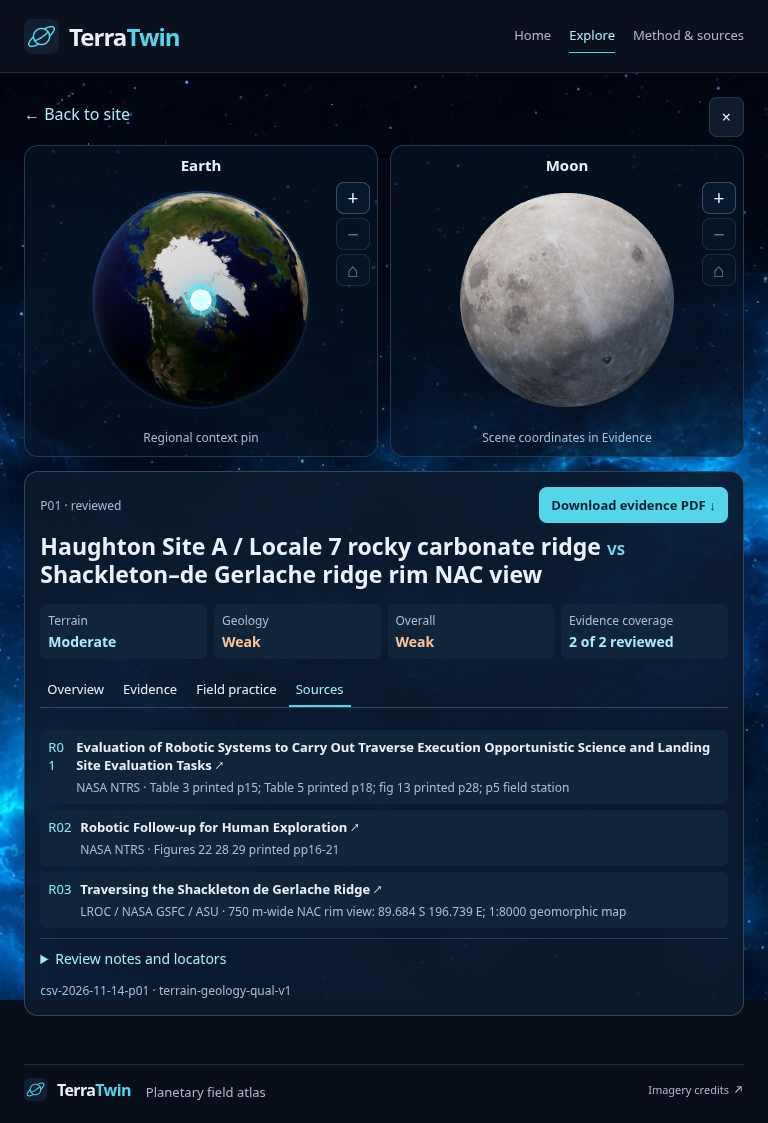 TerraTwin
Home Explore Method & sources
← Back to site
×
Earth
+
−
⌂
Regional context pin
Moon
+
−
⌂
Scene coordinates in Evidence
P01 · reviewed
Download evidence PDF ↓
Haughton Site A / Locale 7 rocky carbonate ridge vs
Shackleton–de Gerlache ridge rim NAC view
Terrain
Moderate
Geology
Weak
Overall
Weak
Evidence coverage
2 of 2 reviewed
Overview Evidence Field practice Sources
R0
1
Evaluation of Robotic Systems to Carry Out Traverse Execution Opportunistic Science and Landing
Site Evaluation Tasks ↗
NASA NTRS · Table 3 printed p15; Table 5 printed p18; fig 13 printed p28; p5 field station
R02 Robotic Follow-up for Human Exploration ↗
NASA NTRS · Figures 22 28 29 printed pp16-21
R03 Traversing the Shackleton de Gerlache Ridge ↗
LROC / NASA GSFC / ASU · 750 m-wide NAC rim view: 89.684 S 196.739 E; 1:8000 geomorphic map
▶ Review notes and locators
csv-2026-11-14-p01 · terrain-geology-qual-v1
TerraTwin Planetary field atlas
Imagery credits ↗